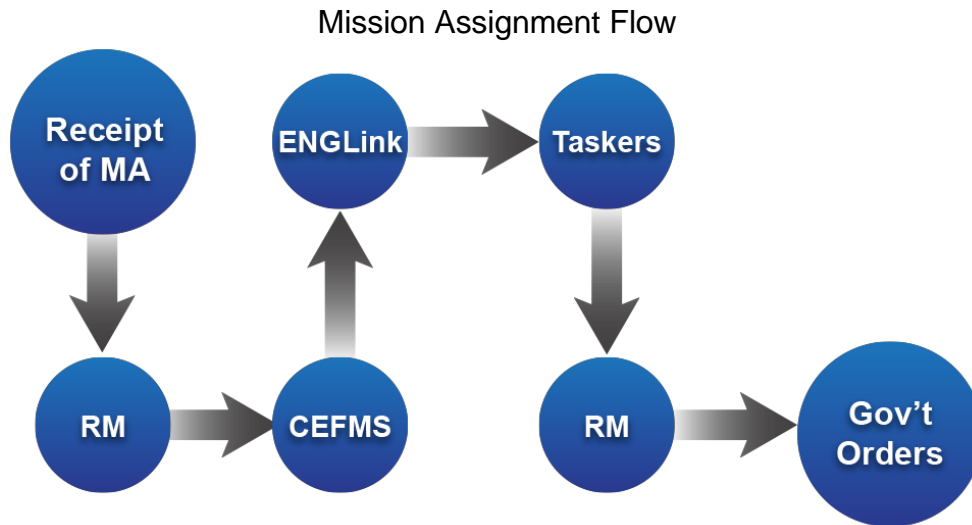 Mission Assignment Flow
Receipt
of MA
RM
CEFMS
ENGLink
Taskers
RM
Gov’t
Orders